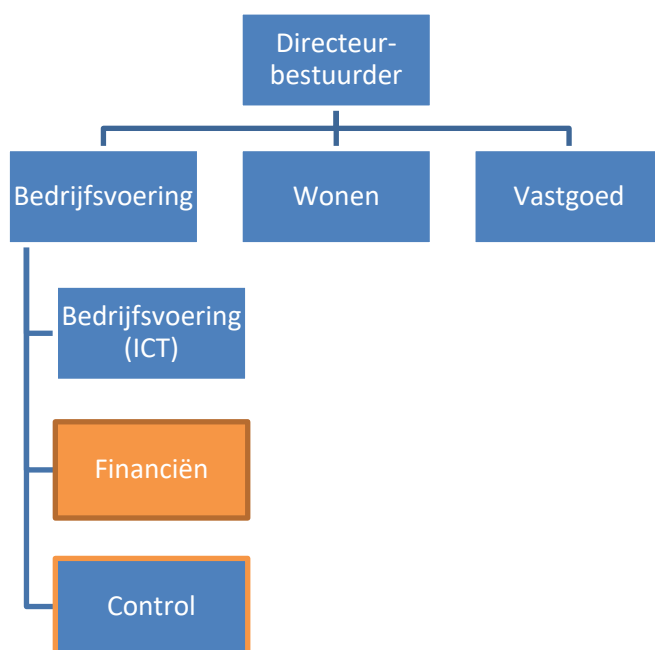 Directeur-
bestuurder
Bedrijfsvoering
Wonen
Vastgoed
Bedrijfsvoering
(ICT)
Financiën
Control